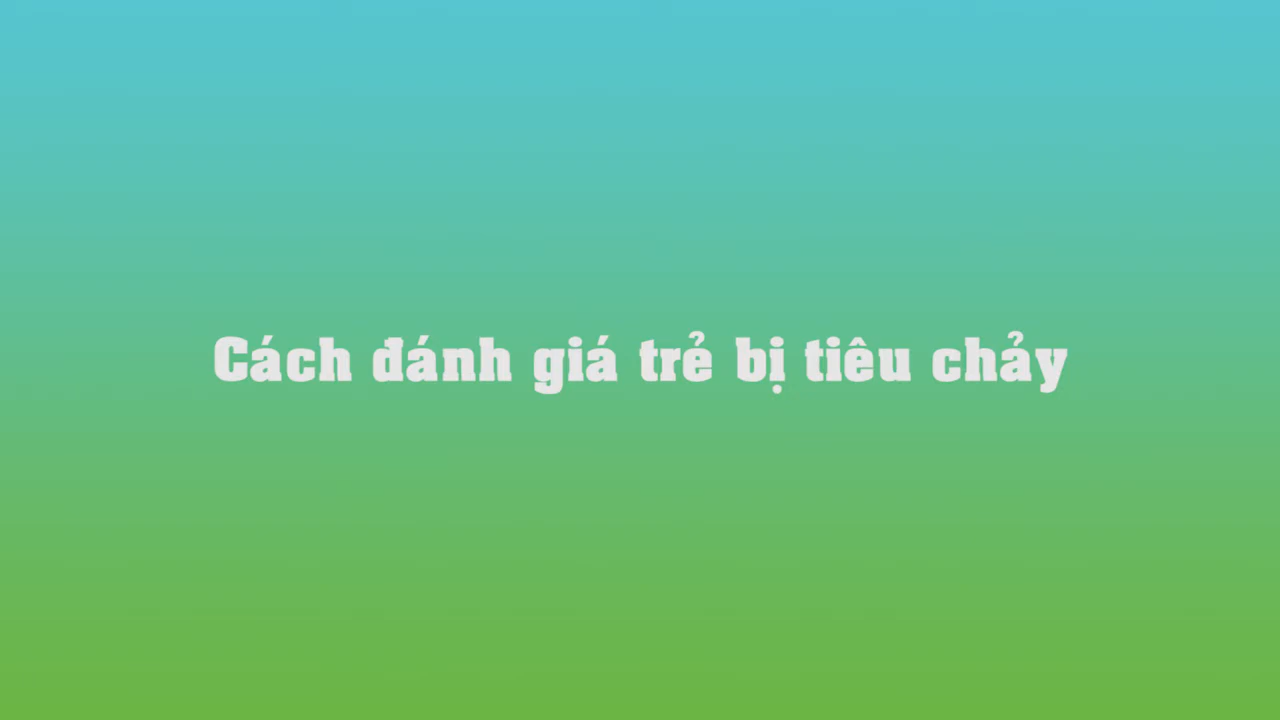 Cách đánh giá trẻ bị tiêu chảy